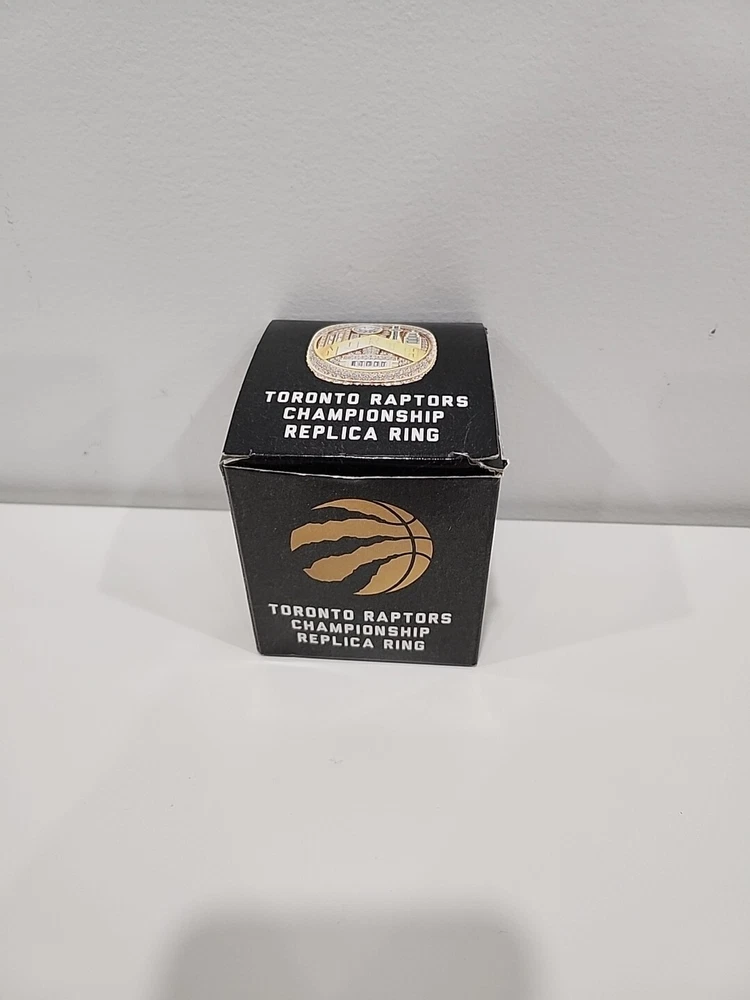 TORONTO RAPTORS
CHAMPIONSHIP
REPLICA RING
TORONTO RAPTORS
CHAMPIONSHIP
REPLICA RING